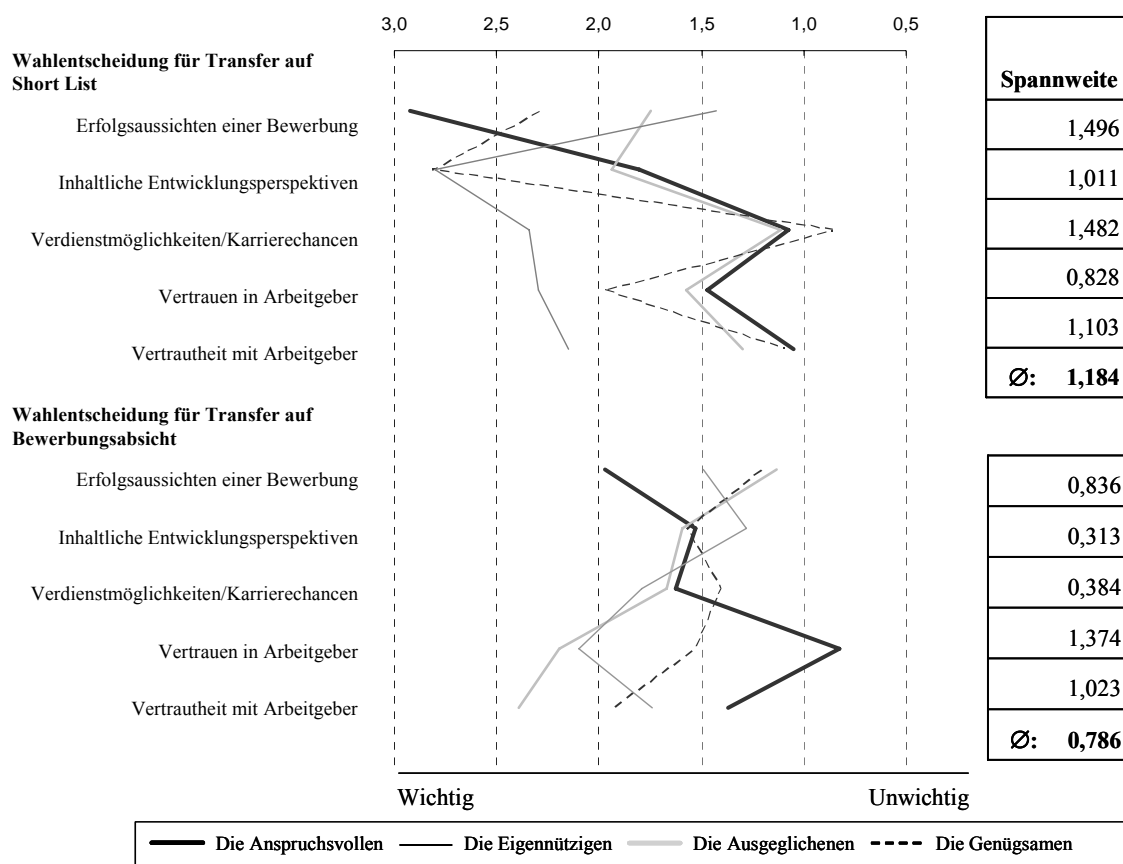 3,0 2,5 2,0 1,5 1,0 0,5
Spannweite
Wahlentscheidung für Transfer auf
Short List
Erfolgsaussichten einer Bewerbung 1,496
Inhaltliche Entwicklungsperspektiven 1,011
Verdienstmöglichkeiten/Karrierechancen 1,482
Vertrauen in Arbeitgeber 0,828
Vertrautheit mit Arbeitgeber 1,103
Ø: 1,184
Wahlentscheidung für Transfer auf
Bewerbungsabsicht
Erfolgsaussichten einer Bewerbung 0,836
Inhaltliche Entwicklungsperspektiven 0,313
Verdienstmöglichkeiten/Karrierechancen 0,384
Vertrauen in Arbeitgeber 1,374
Vertrautheit mit Arbeitgeber 1,023
Ø: 0,786
Wichtig Unwichtig
Die Anspruchsvollen Die Eigennützigen Die Ausgeglichenen Die Genügsamen